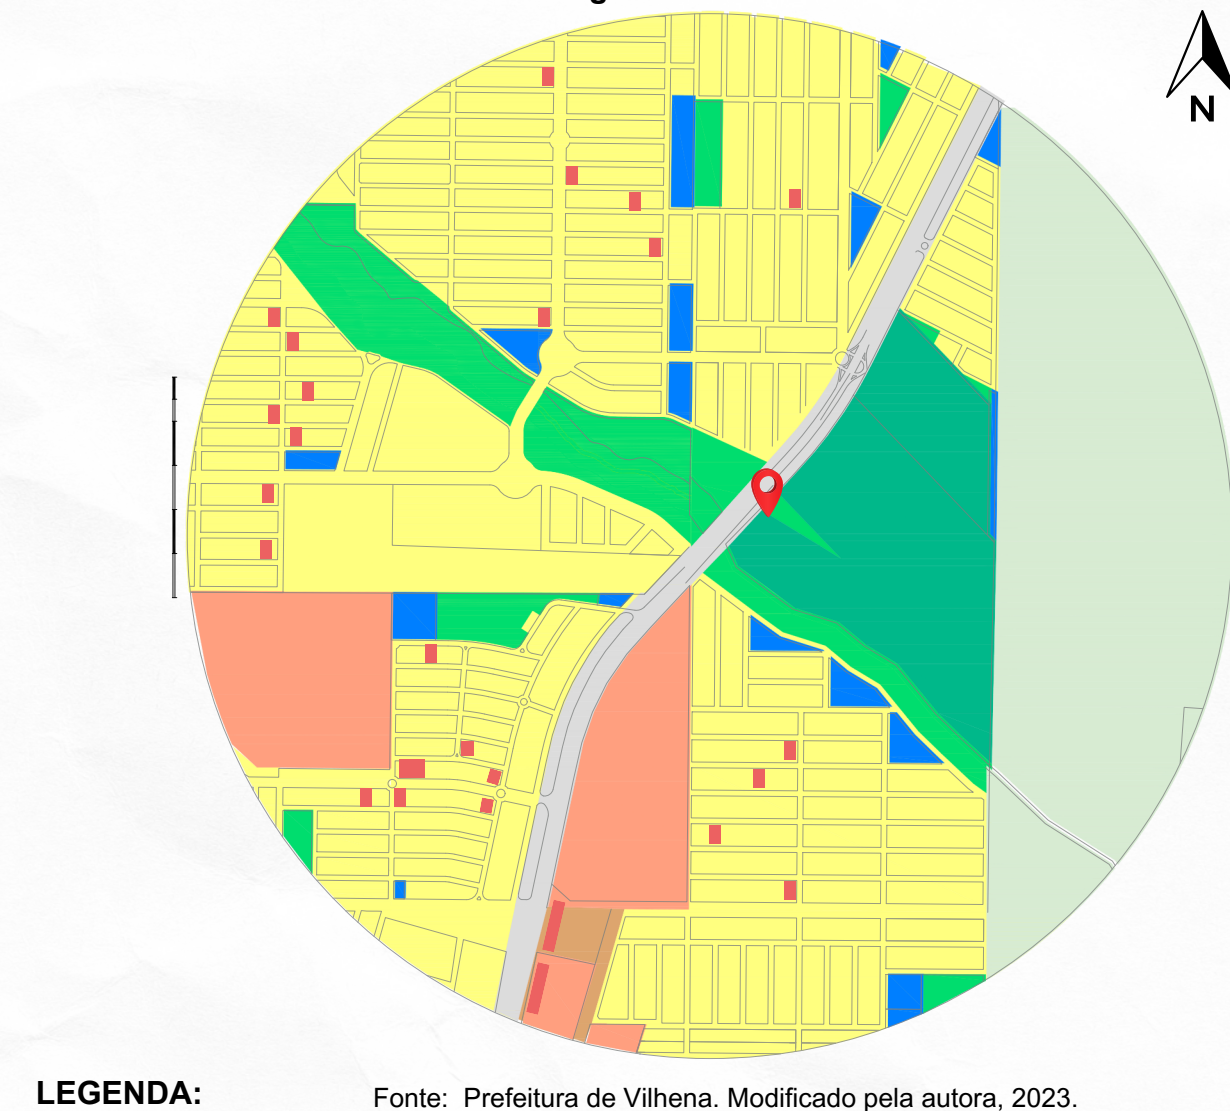 N
LEGENDA:
Fonte: Prefeitura de Vilhena. Modificado pela autora, 2023.